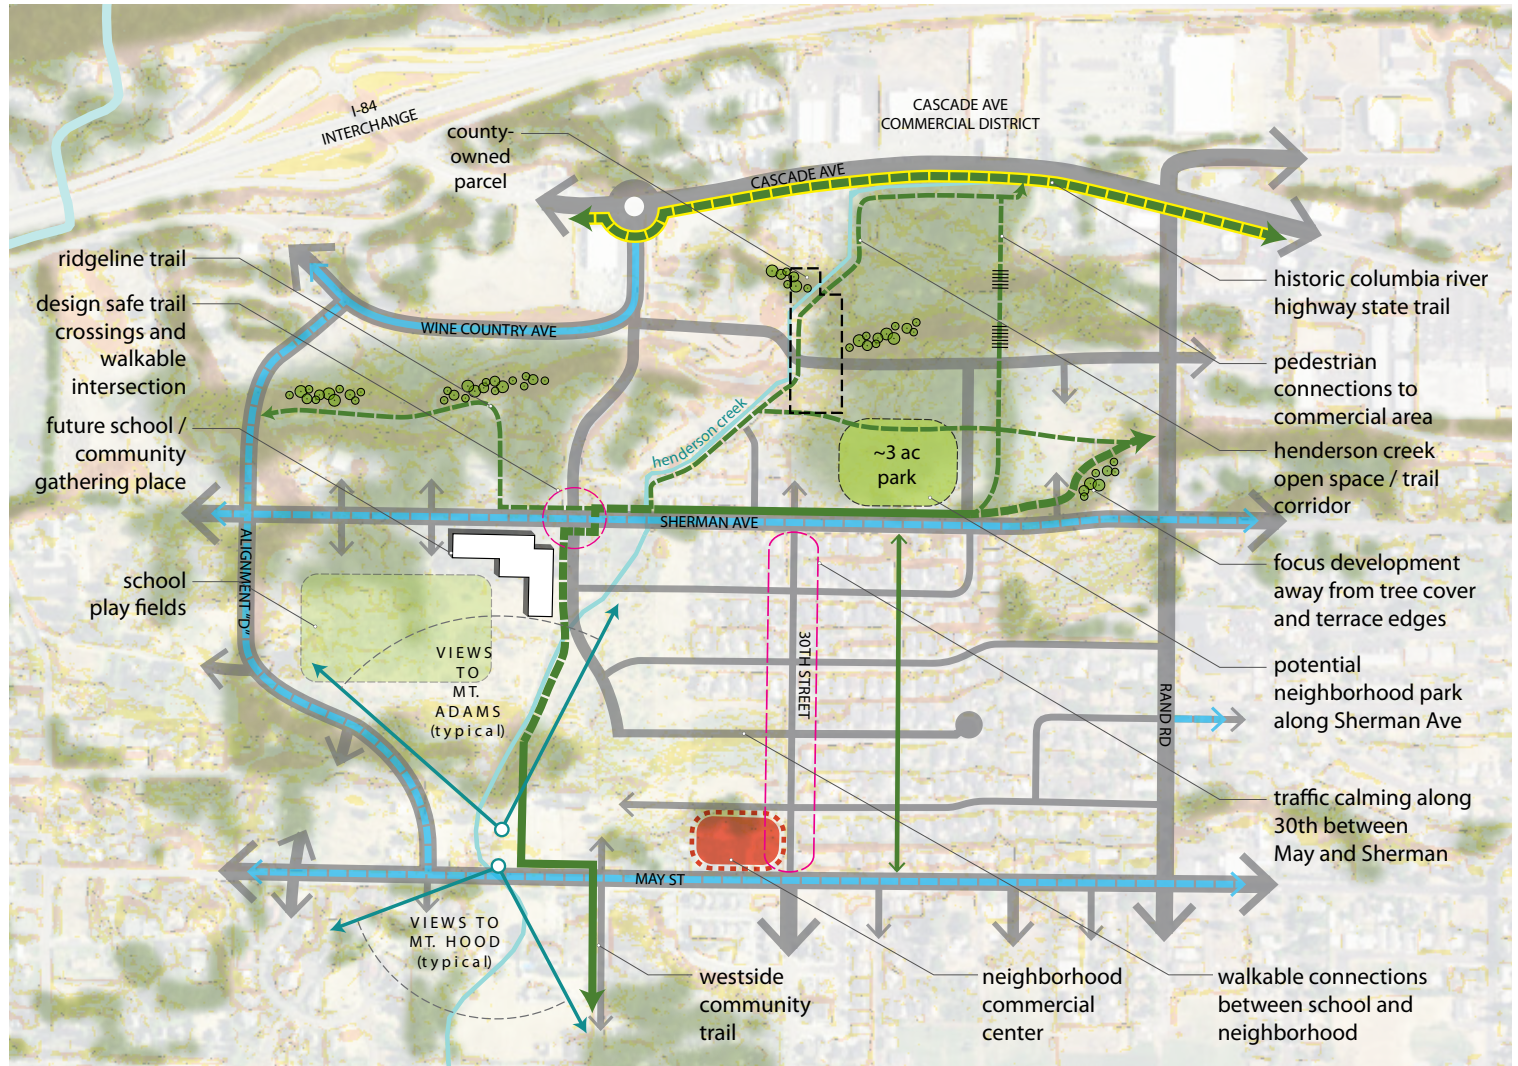 I-84
INTERCHANGE
CASCADE AVE
COMMERCIAL DISTRICT
county-
owned
parcel
CASCADE AVE
ridgeline trail
design safe trail
crossings and
walkable
intersection
future school /
community
gathering place
school
play fields
WINE COUNTRY AVE
henderson creek
~3 ac
park
SHERMAN AVE
ALIGNMENT "D"
VIEWS
TO
MT.
ADAMS
(typical)
30TH STREET
RAND RD
MAY ST
VIEWS TO
MT. HOOD
(typical)
historic columbia river
highway state trail
pedestrian
connections to
commercial area
henderson creek
open space / trail
corridor
focus development
away from tree cover
and terrace edges
potential
neighborhood park
along Sherman Ave
traffic calming along
30th between
May and Sherman
westside
community
trail
neighborhood
commercial
center
walkable connections
between school and
neighborhood